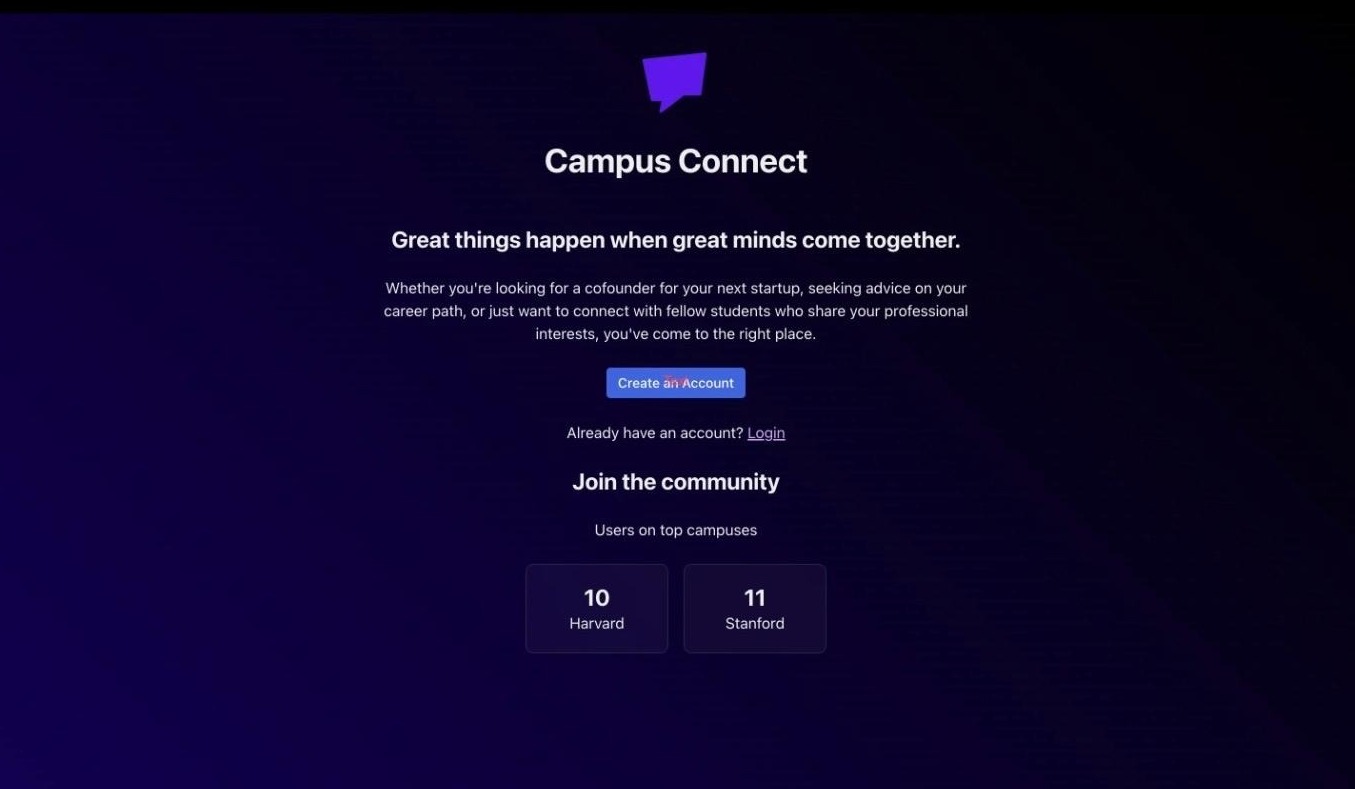 Campus Connect
Great things happen when great minds come together.
Whether you're looking for a cofounder for your next startup, seeking advice on your
career path, or just want to connect with fellow students who share your professional
interests, you've come to the right place.
Create an Account
Already have an account? Login
Join the community
Users on top campuses
10
Harvard
11
Stanford